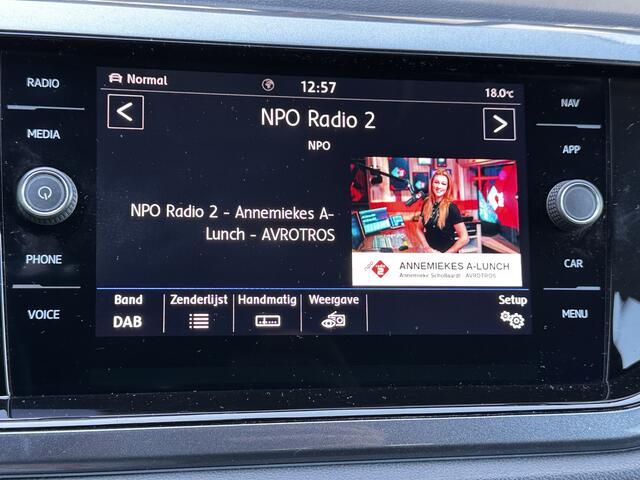 RADIO
MEDIA
PHONE
VOICE
Normal
12:57
18.0°C
NPO Radio 2
NPO
NPO Radio 2 - Annemiekes A-
Lunch - AVROTROS
ANNEMIEKES A-LUNCH
Annemieke Schollaardt · AVROTROS
Band
DAB
Zenderlijst
Handmatig
Weergave
Setup
NAV
APP
CAR
MENU